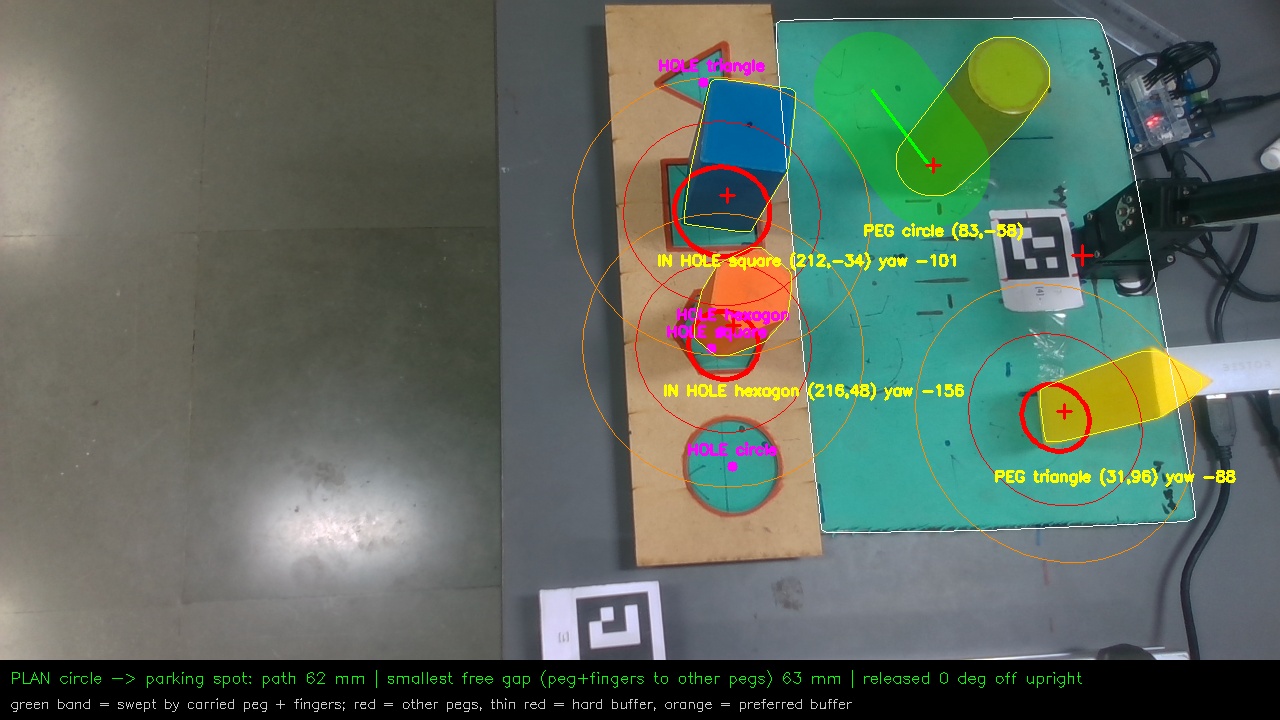 HOLE triangle
PEG circle (83,-58)
IN HOLE square (212,-34) yaw -101
HOLE hexagon
HOLE square
IN HOLE hexagon (216,48) yaw -156
HOLE circle
PEG triangle (31,96) yaw -88
PLAN circle -> parking spot: path 62 mm | smallest free gap (peg+fingers to other pegs) 63 mm | released 0 deg off upright
green band = swept by carried peg + fingers; red = other pegs, thin red = hard buffer, orange = preferred buffer